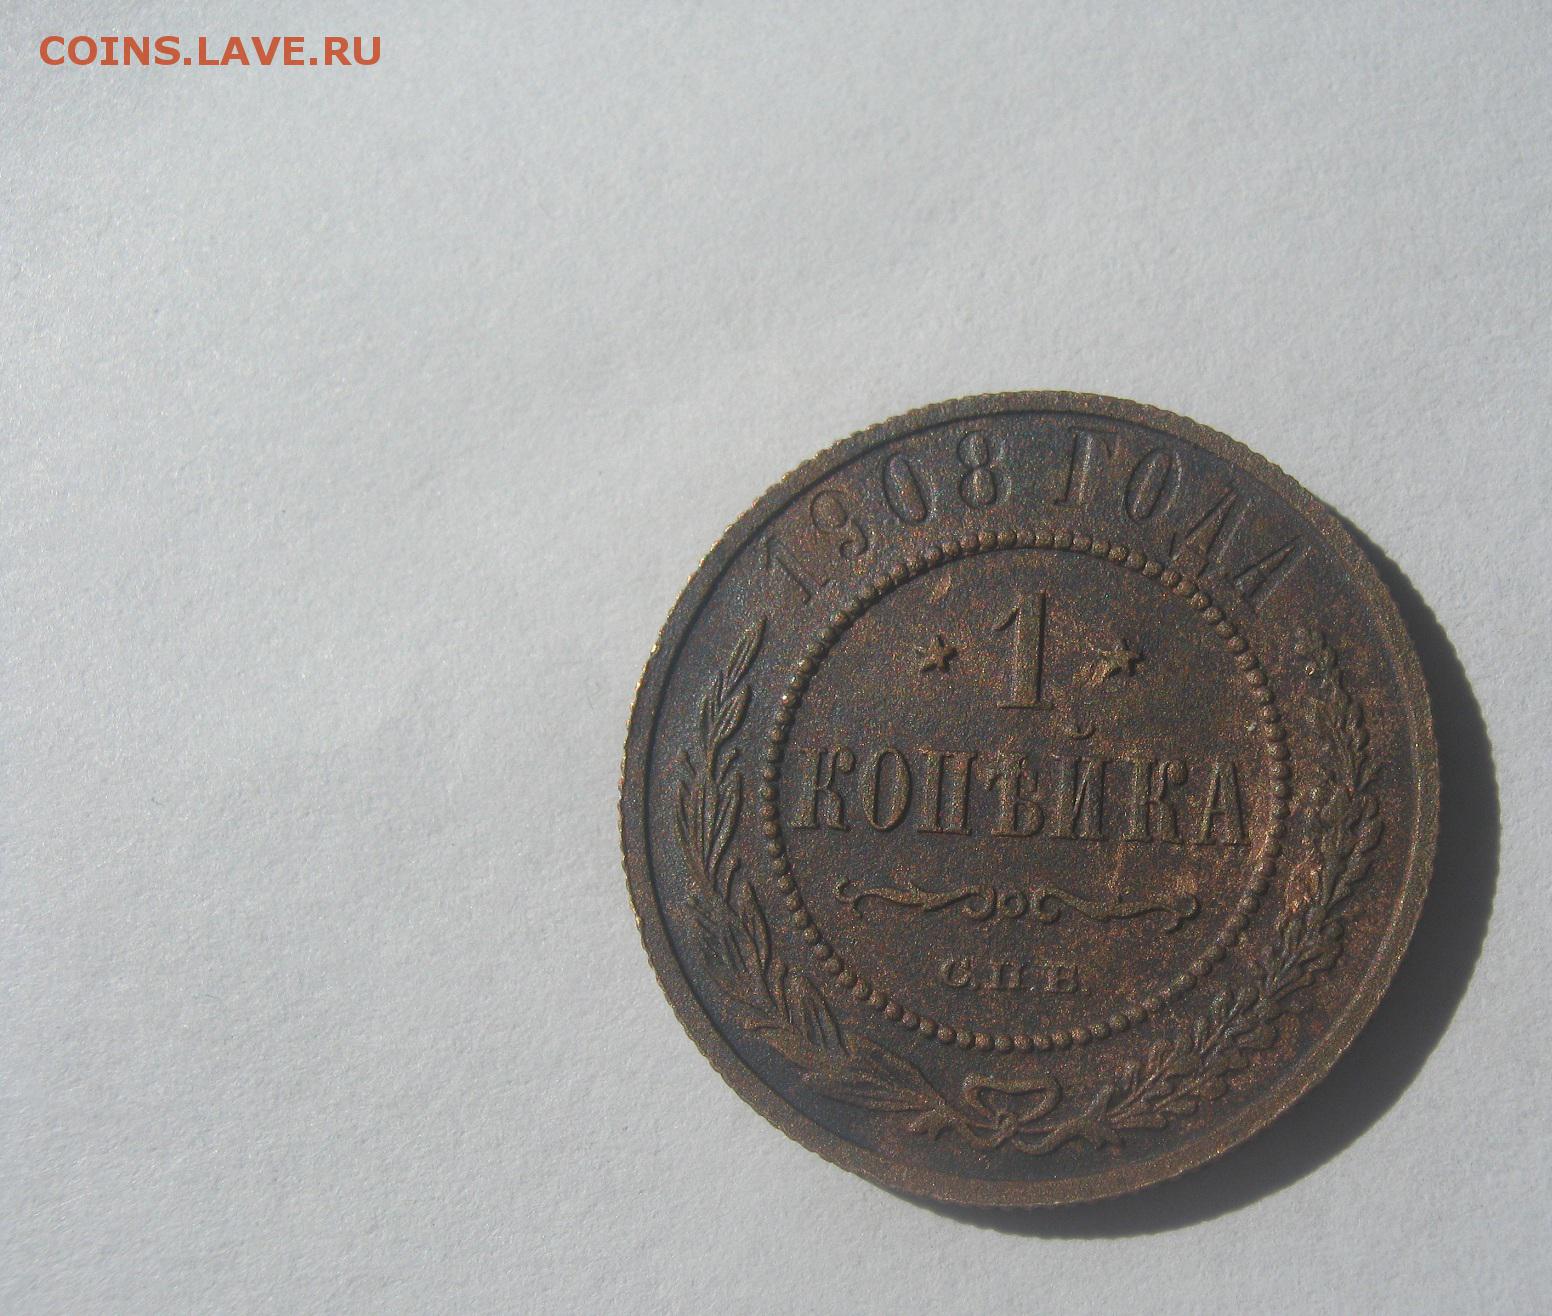 COINS.LAVE.RU
1908 ГОДА
1
КОПѢЙКА
С.П.Б.